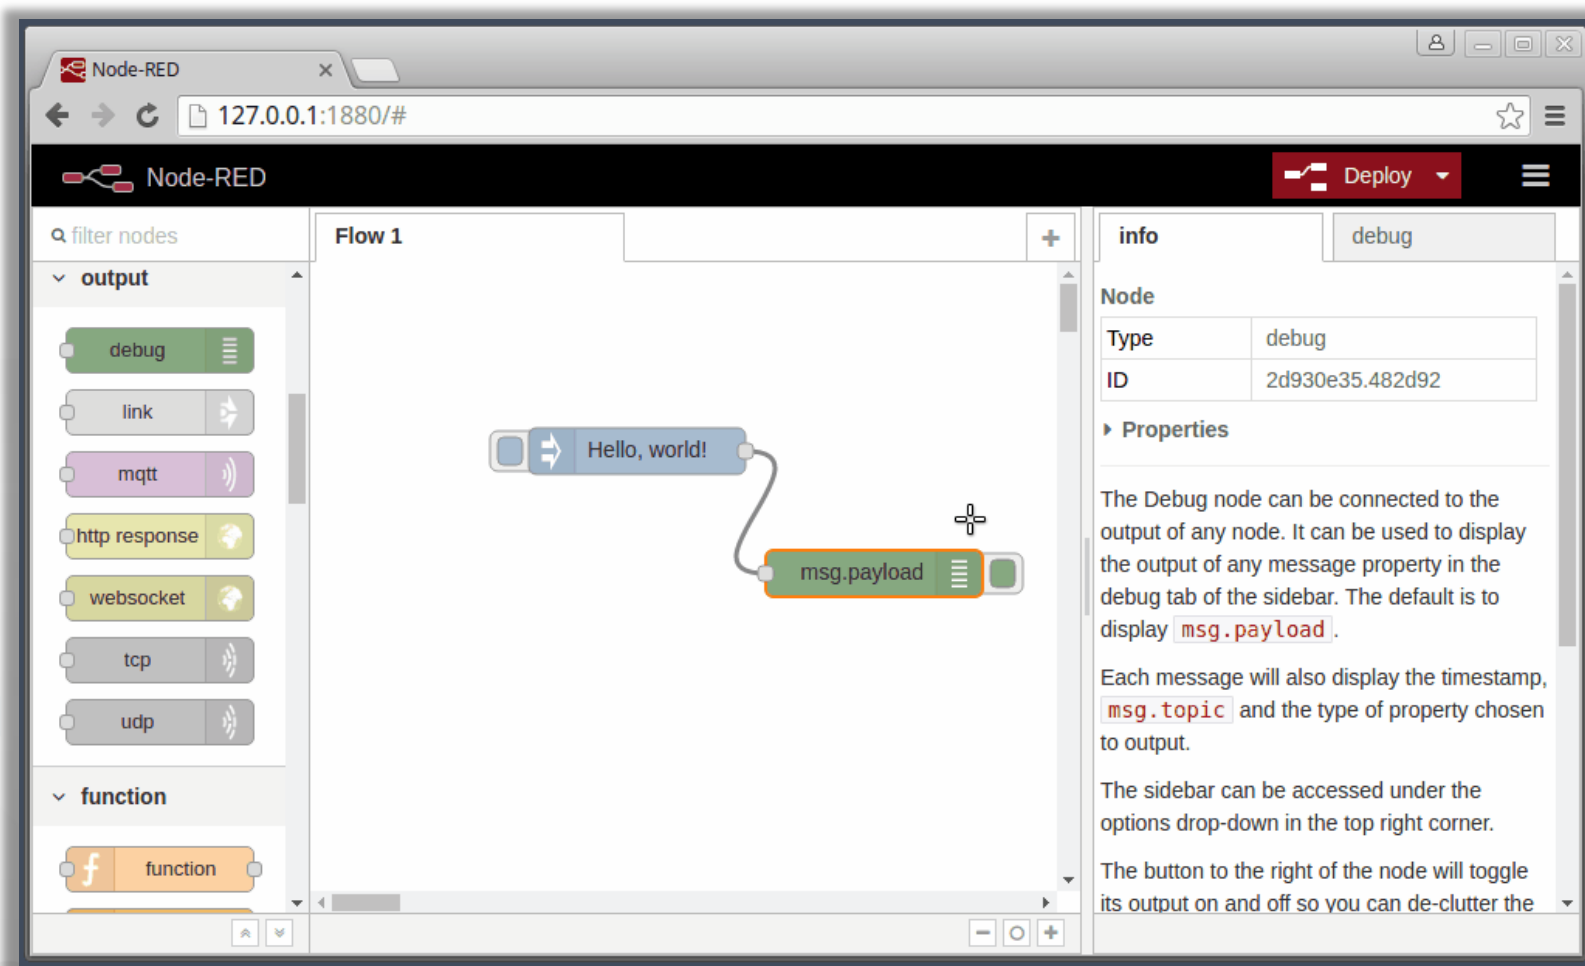 Node-RED
127.0.0.1:1880/#
Node-RED
Deploy
filter nodes
output
debug
link
mqtt
http response
websocket
tcp
udp
function
function
Flow 1
Hello, world!
msg.payload
info
debug
Node
Type debug
ID 2d930e35.482d92
Properties
The Debug node can be connected to the
output of any node. It can be used to display
the output of any message property in the
debug tab of the sidebar. The default is to
display msg.payload.
Each message will also display the timestamp,
msg.topic and the type of property chosen
to output.
The sidebar can be accessed under the
options drop-down in the top right corner.
The button to the right of the node will toggle
its output on and off so you can de-clutter the